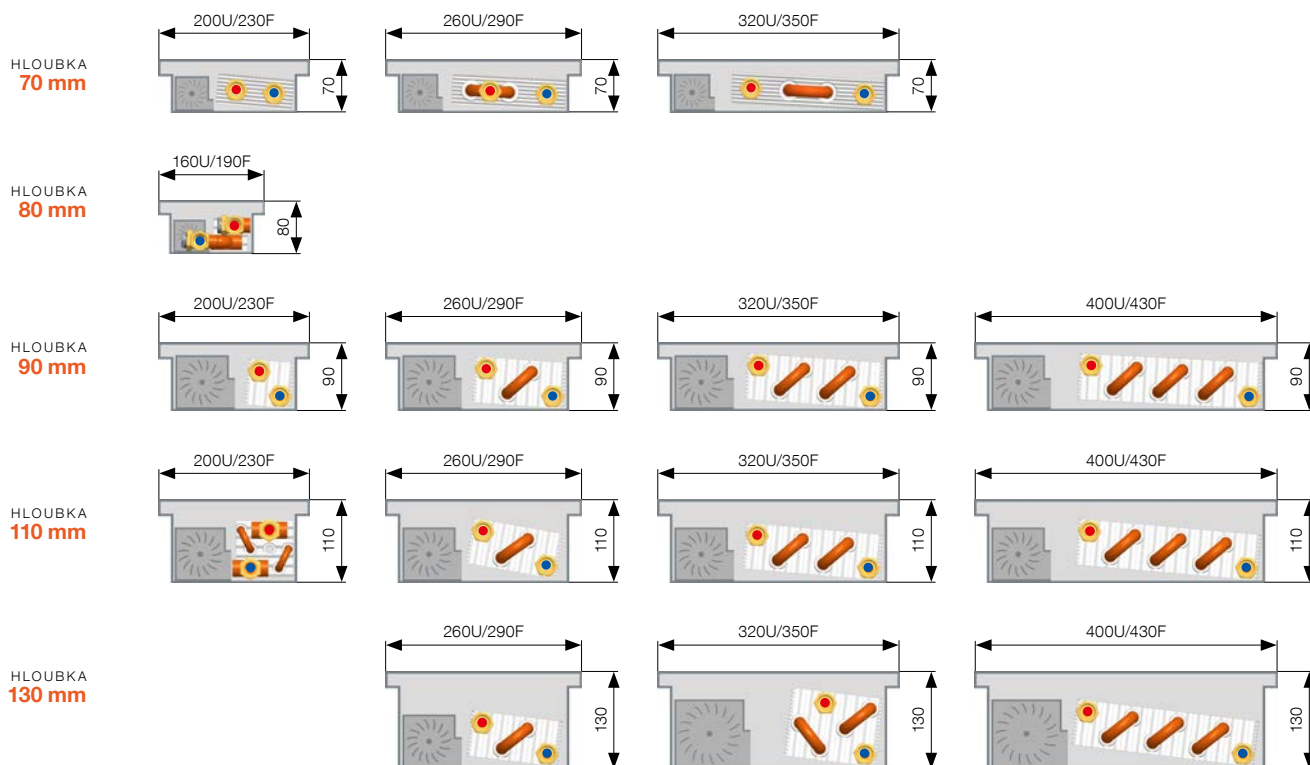 200U/230F 260U/290F 320U/350F
HLOUBKA
70 mm
70 70 70
160U/190F
HLOUBKA
80 mm
80
200U/230F 260U/290F 320U/350F 400U/430F
HLOUBKA
90 mm
90 90 90 90
200U/230F 260U/290F 320U/350F 400U/430F
HLOUBKA
110 mm
110 110 110 110
260U/290F 320U/350F 400U/430F
HLOUBKA
130 mm
130 130 130